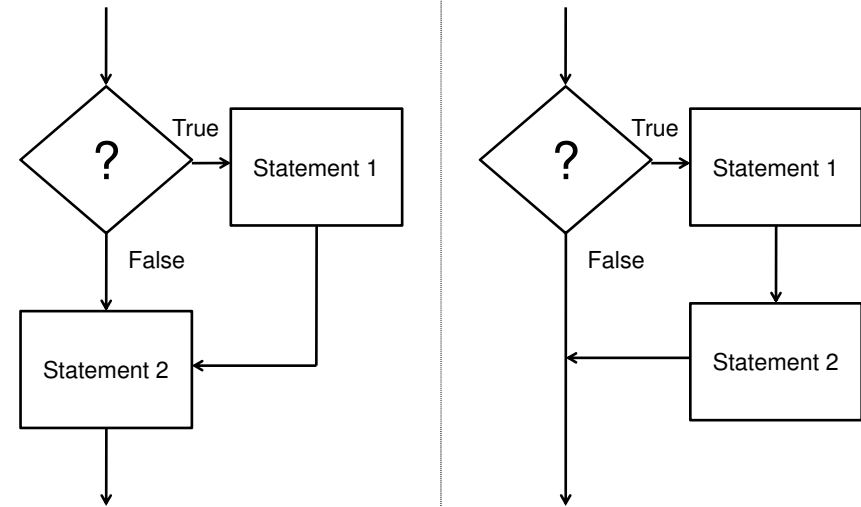 True
?
Statement 1
False
Statement 2
True
?
Statement 1
False
Statement 2